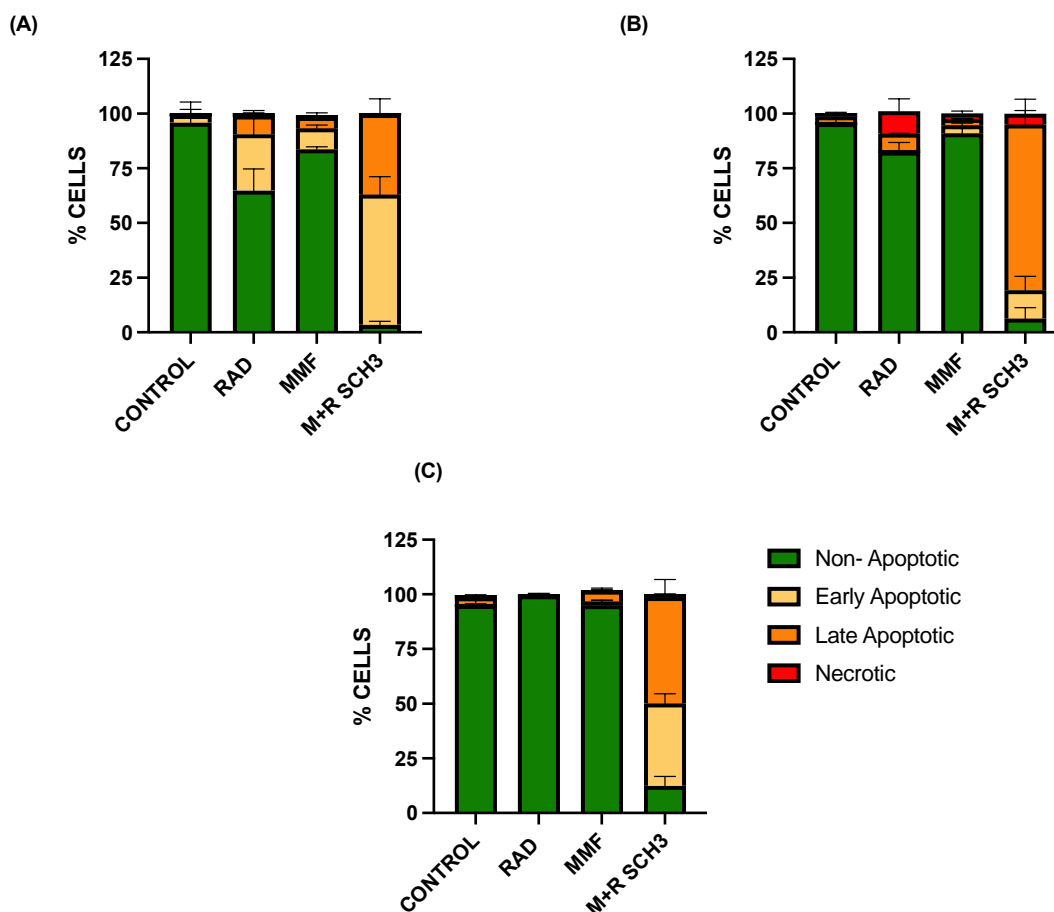 (A)
% CELLS
125
100
75
50
25
0
CONTROL
RAD
MMF
M+R SCH3
(B)
% CELLS
125
100
75
50
25
0
CONTROL
RAD
MMF
M+R SCH3
(C)
% CELLS
125
100
75
50
25
0
CONTROL
RAD
MMF
M+R SCH3
Non- Apoptotic
Early Apoptotic
Late Apoptotic
Necrotic